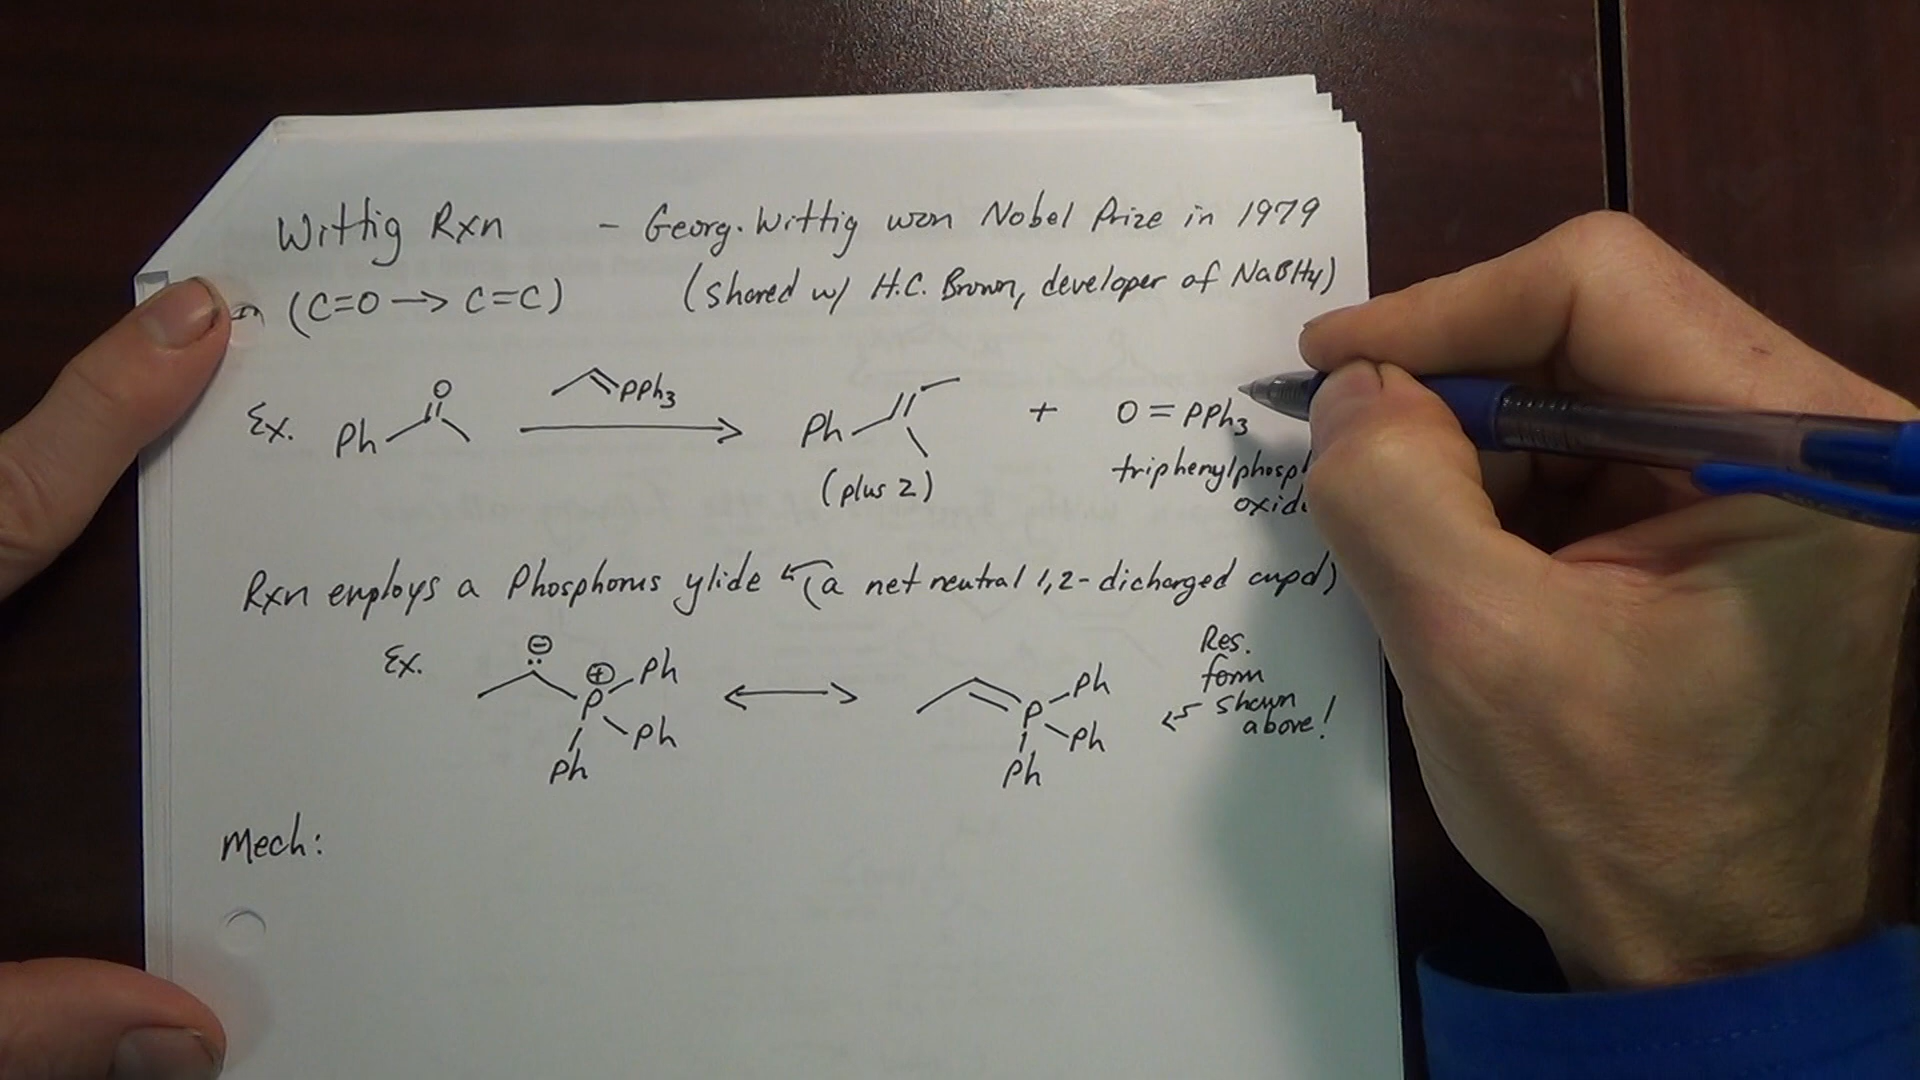 Wittig Rxn - Georg. Wittig won Nobel Prize in 1979
(C=O → C=C) (shared w/ H.C. Brown, developer of NaBH4)
Ex. Ph O PPh3 Ph + O=PPh3
(plus Z) triphenylphosp
oxid
Rxn employs a Phosphorus ylide (a net neutral 1,2-dicharged cmpd)
Ex. ⊖ ⊕ P Ph Ph Ph ↔ P Ph Ph Ph
Res.
form
shown
above!
Mech: